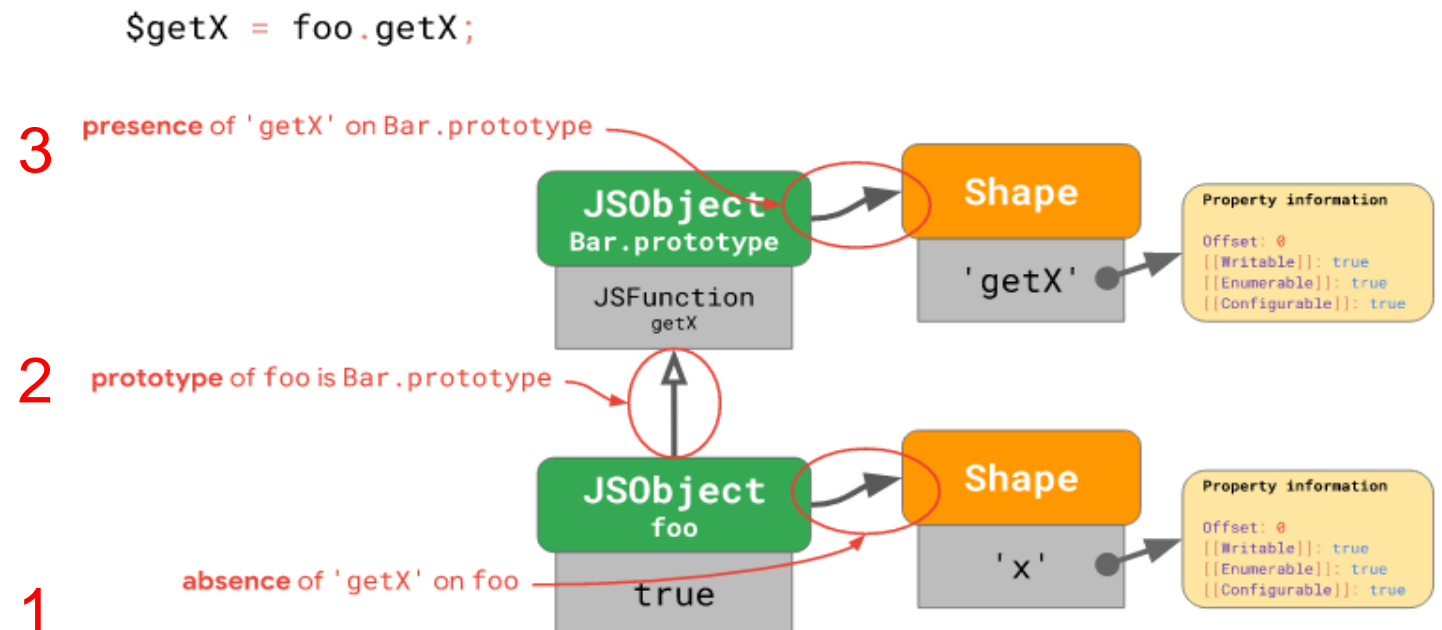 $getX = foo.getX;
3
presence of 'getX' on Bar.prototype
JSObject
Bar.prototype
JSFunction
getX
Shape
'getX'
Property information
Offset: 0
[[Writable]]: true
[[Enumerable]]: true
[[Configurable]]: true
2
prototype of foo is Bar.prototype
JSObject
foo
true
Shape
'x'
Property information
Offset: 0
[[Writable]]: true
[[Enumerable]]: true
[[Configurable]]: true
1
absence of 'getX' on foo